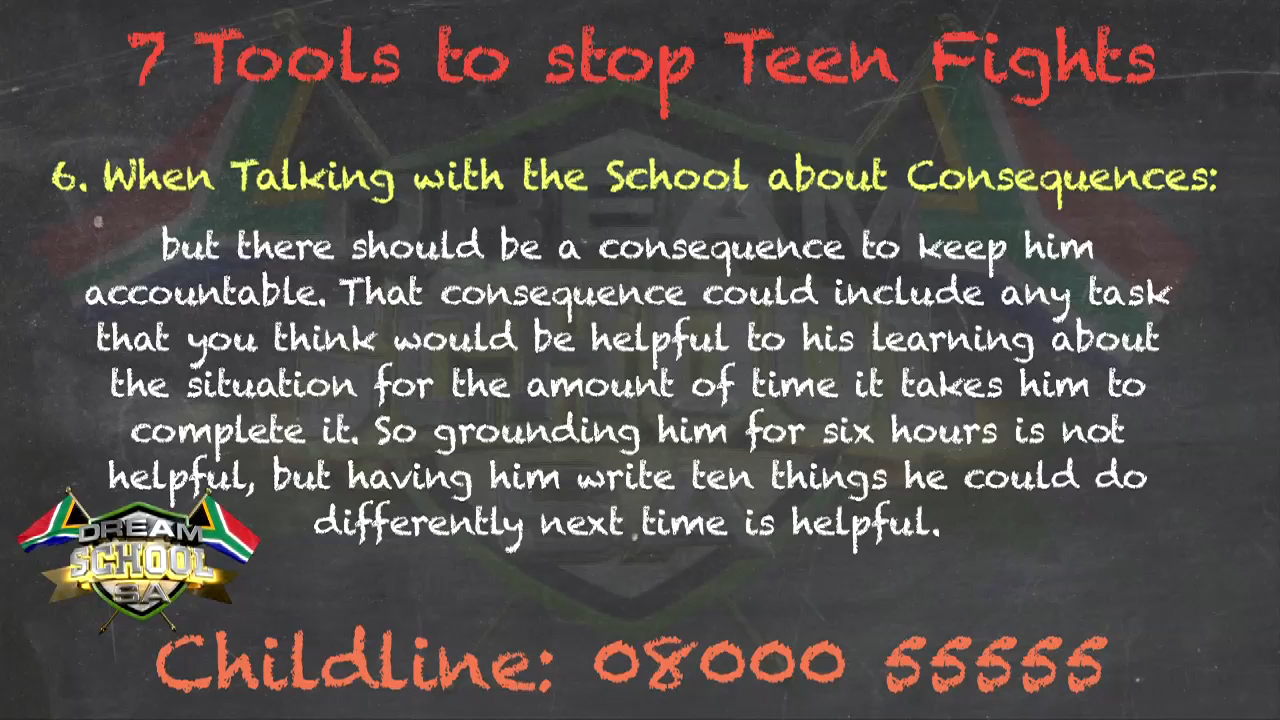 7 Tools to stop Teen Fights
6. When Talking with the School about Consequences:
but there should be a consequence to keep him
accountable. That consequence could include any task
that you think would be helpful to his learning about
the situation for the amount of time it takes him to
complete it. So grounding him for six hours is not
helpful, but having him write ten things he could do
differently next time is helpful.
DREAM
SCHOOL
SA
Childline: 08000 55555